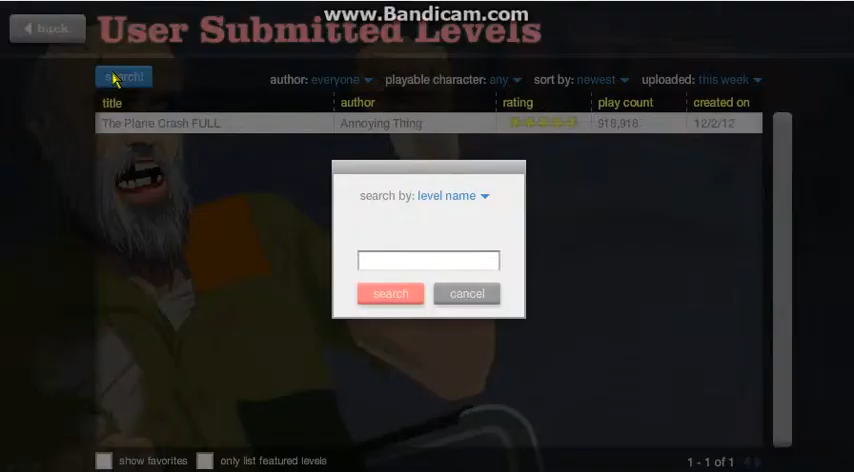 www.Bandicam.com
back
User Submitted Levels
search!
author: everyone playable character: any sort by: newest uploaded: this week
title author rating play count created on
The Plane Crash FULL Annoying Thing 918,918 12/2/12
search by: level name
search cancel
show favorites only list featured levels 1 - 1 of 1